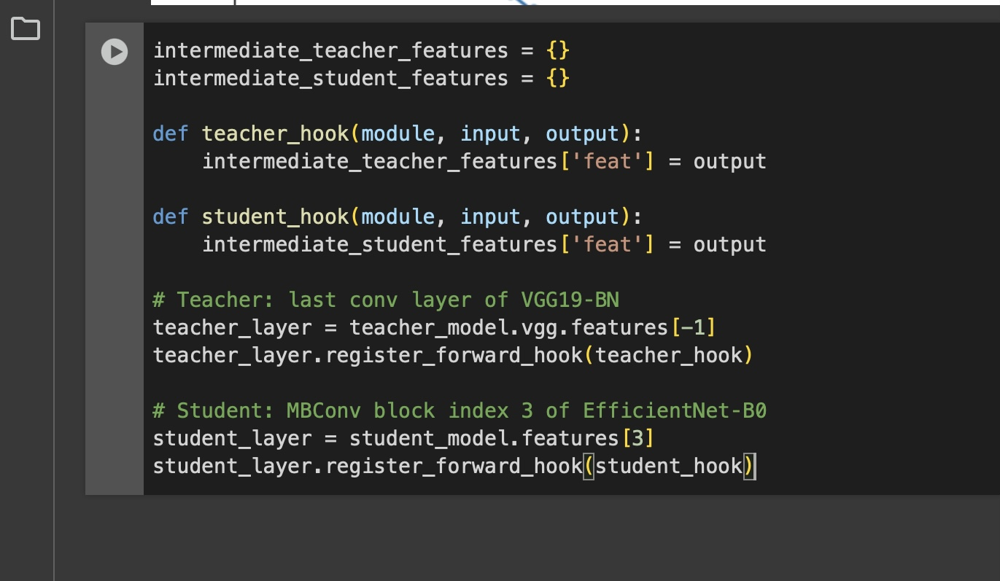 intermediate_teacher_features = {}
intermediate_student_features = {}

def teacher_hook(module, input, output):
    intermediate_teacher_features['feat'] = output

def student_hook(module, input, output):
    intermediate_student_features['feat'] = output

# Teacher: last conv layer of VGG19-BN
teacher_layer = teacher_model.vgg.features[-1]
teacher_layer.register_forward_hook(teacher_hook)

# Student: MBConv block index 3 of EfficientNet-B0
student_layer = student_model.features[3]
student_layer.register_forward_hook(student_hook)